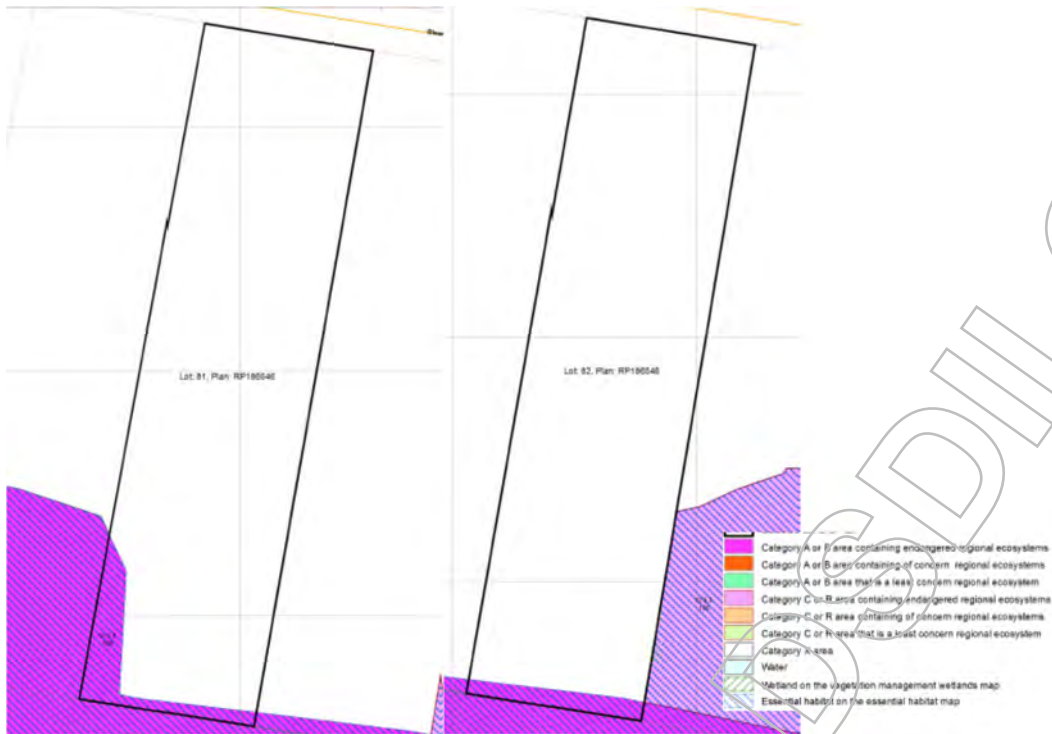 Lot: 81, Plan: RP186646
Lot: 82, Plan: RP186646
Category A or B area containing endangered regional ecosystems
Category A or B area containing of concern regional ecosystems
Category A or B area that is a least concern regional ecosystem
Category C or R area containing endangered regional ecosystems
Category C or R area containing of concern regional ecosystems
Category C or R area that is a least concern regional ecosystem
Category X area
Water
Wetland on the vegetation management wetlands map
Essential habitat on the essential habitat map
DSDI